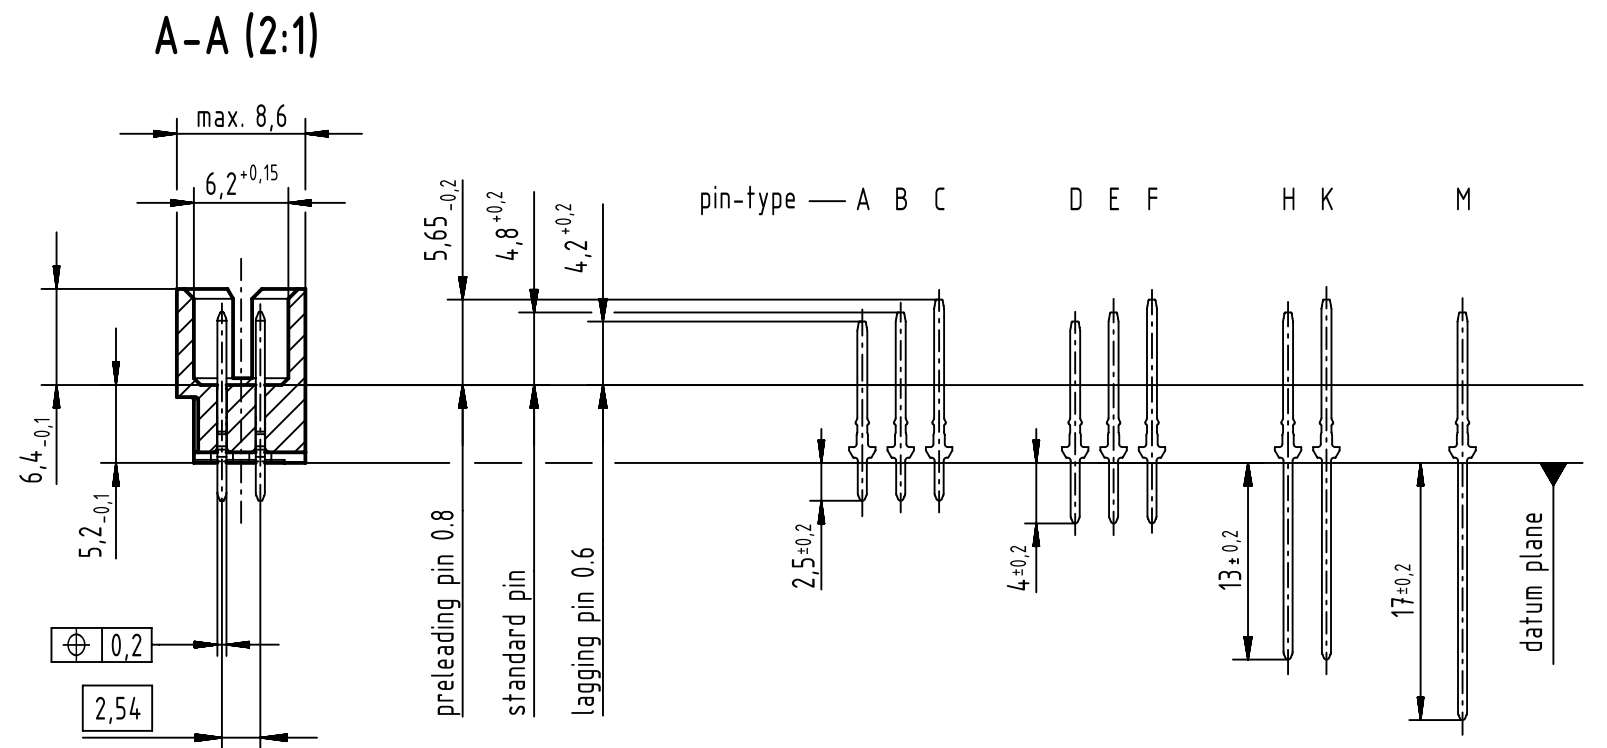 A-A (2:1)
max. 8,6
6,2 +0,15
5,65 -0,2
4,8 +0,2
4,2 +0,2
pin-type A B C D E F H K M
6,4 -0,1
5,2 -0,1
preleading pin 0.8
standard pin
lagging pin 0.6
2,5 ±0,2
4 ±0,2
13 ± 0,2
17 ±0,2
datum plane
0,2
2,54